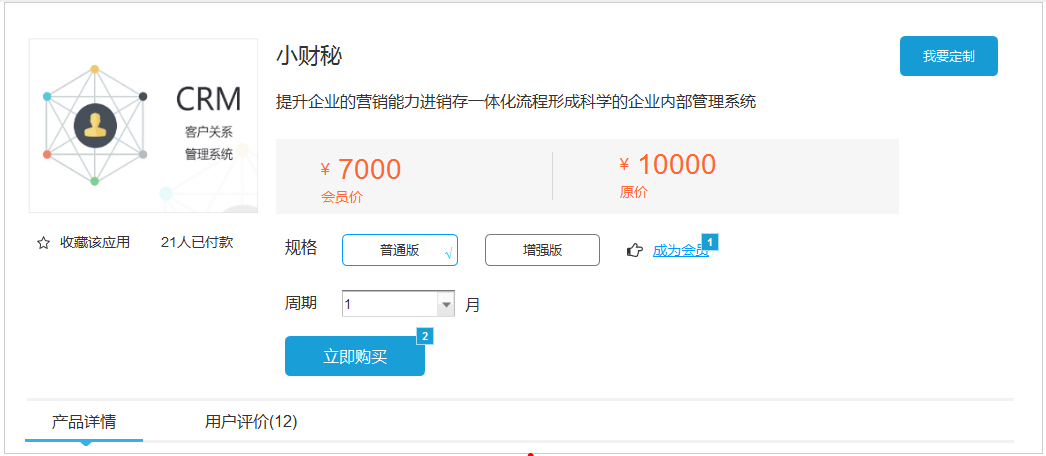 小财秘
我要定制
提升企业的营销能力进销存一体化流程形成科学的企业内部管理系统
CRM
客户关系
管理系统
¥ 7000
会员价
¥ 10000
原价
收藏该应用
21人已付款
规格
普通版
√
增强版
成为会员
1
周期
1
月
立即购买
2
产品详情
用户评价(12)